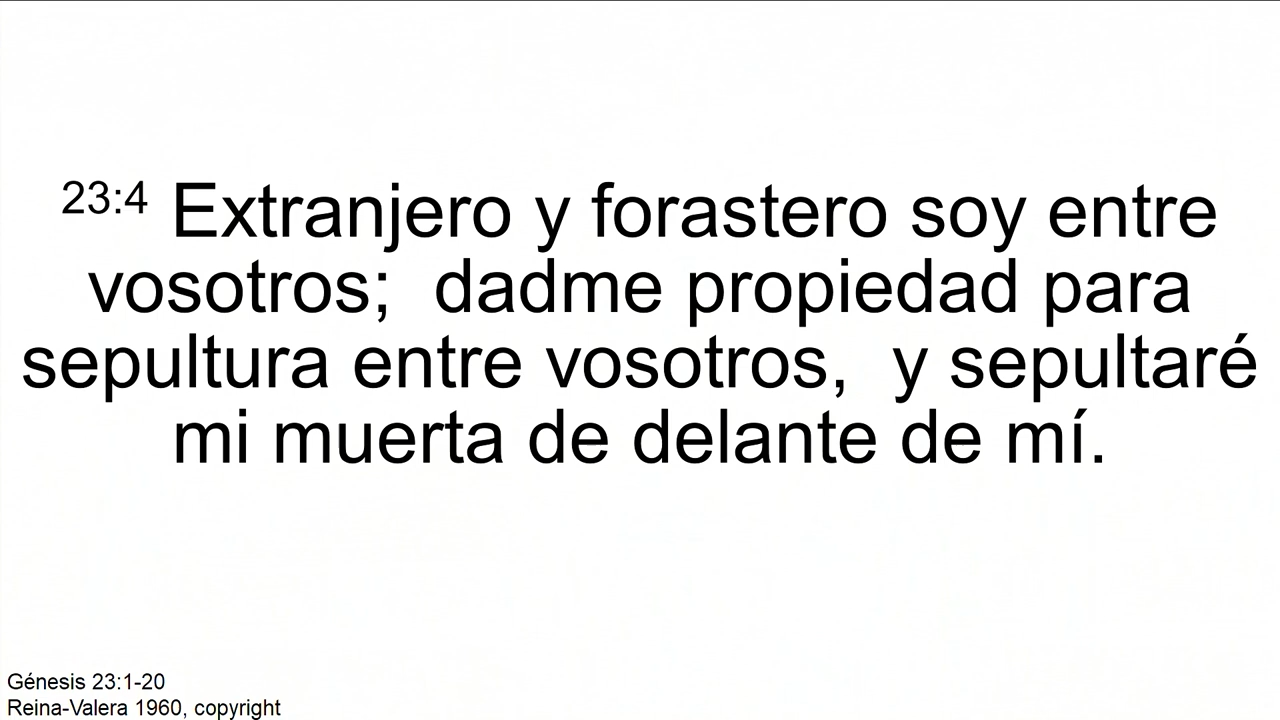 23:4 Extranjero y forastero soy entre
vosotros;  dadme propiedad para
sepultura entre vosotros,  y sepultaré
mi muerta de delante de mí.
Génesis 23:1-20
Reina-Valera 1960, copyright